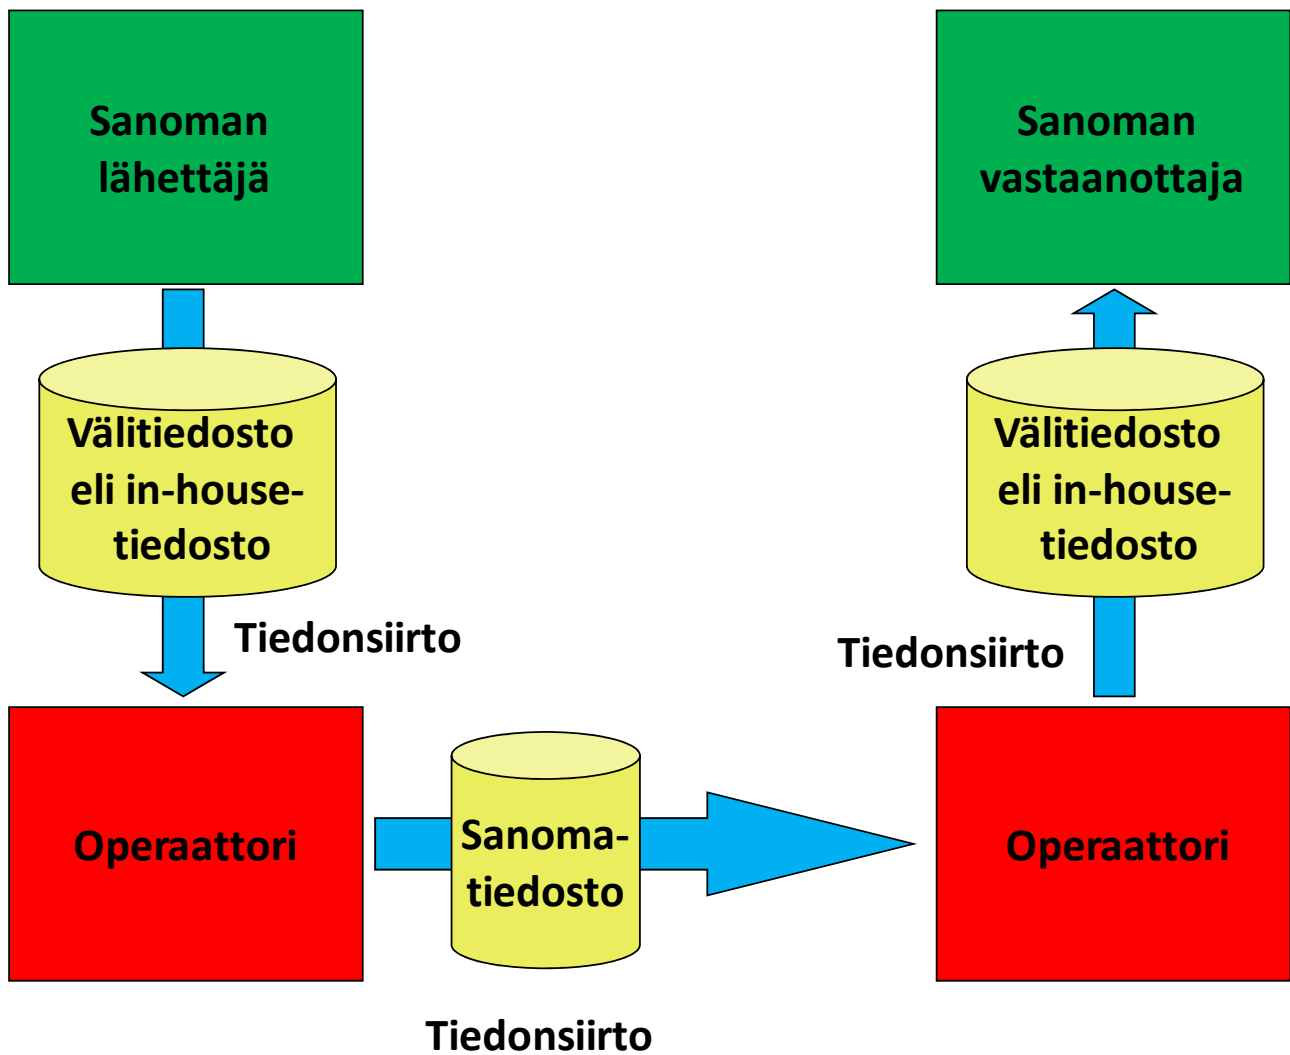 Sanoman
lähettäjä
Sanoman
vastaanottaja
Välitiedosto
eli in-house-
tiedosto
Välitiedosto
eli in-house-
tiedosto
Tiedonsiirto
Tiedonsiirto
Operaattori
Sanoma-
tiedosto
Operaattori
Tiedonsiirto